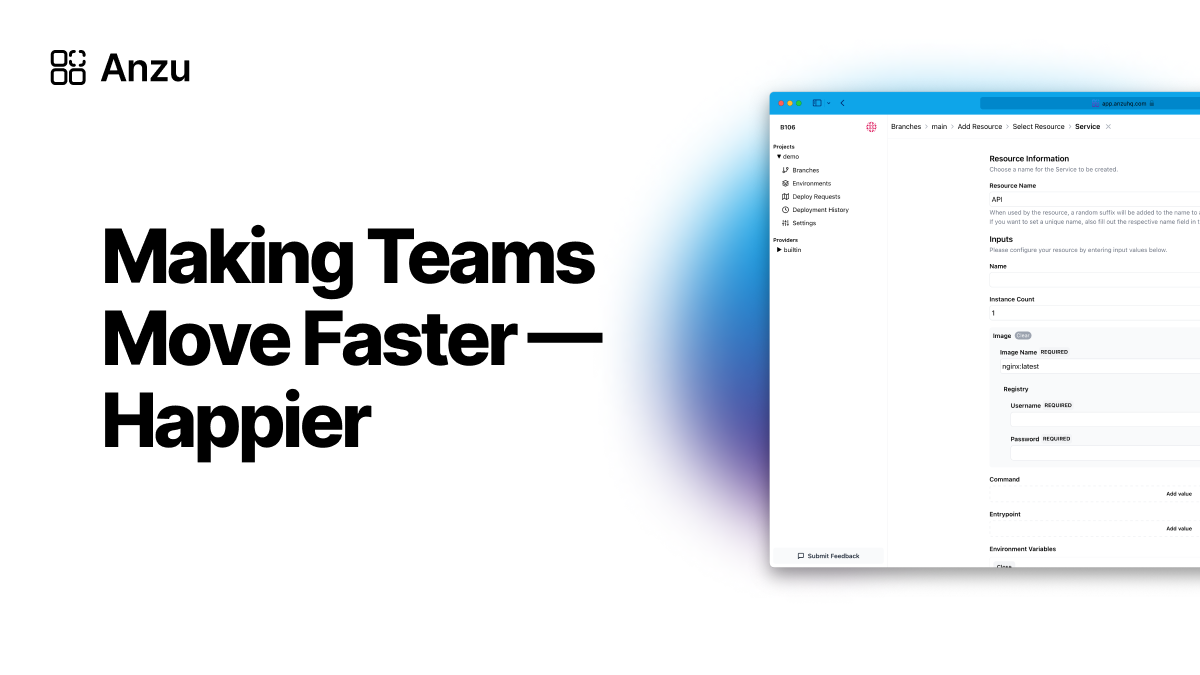 Anzu
Making Teams
Move Faster —
Happier
app.anzuhq.com
B106
Branches > main > Add Resource > Select Resource > Service ×
Projects
▼ demo
Branches
Environments
Deploy Requests
Deployment History
Settings
Providers
▶ builtin
Submit Feedback
Resource Information
Choose a name for the Service to be created.
Resource Name
API
When used by the resource, a random suffix will be added to the name to
If you want to set a unique name, also fill out the respective name field in
Inputs
Please configure your resource by entering input values below.
Name
Instance Count
1
Image Clear
Image Name REQUIRED
nginx:latest
Registry
Username REQUIRED
Password REQUIRED
Command
Add value
Entrypoint
Add value
Environment Variables